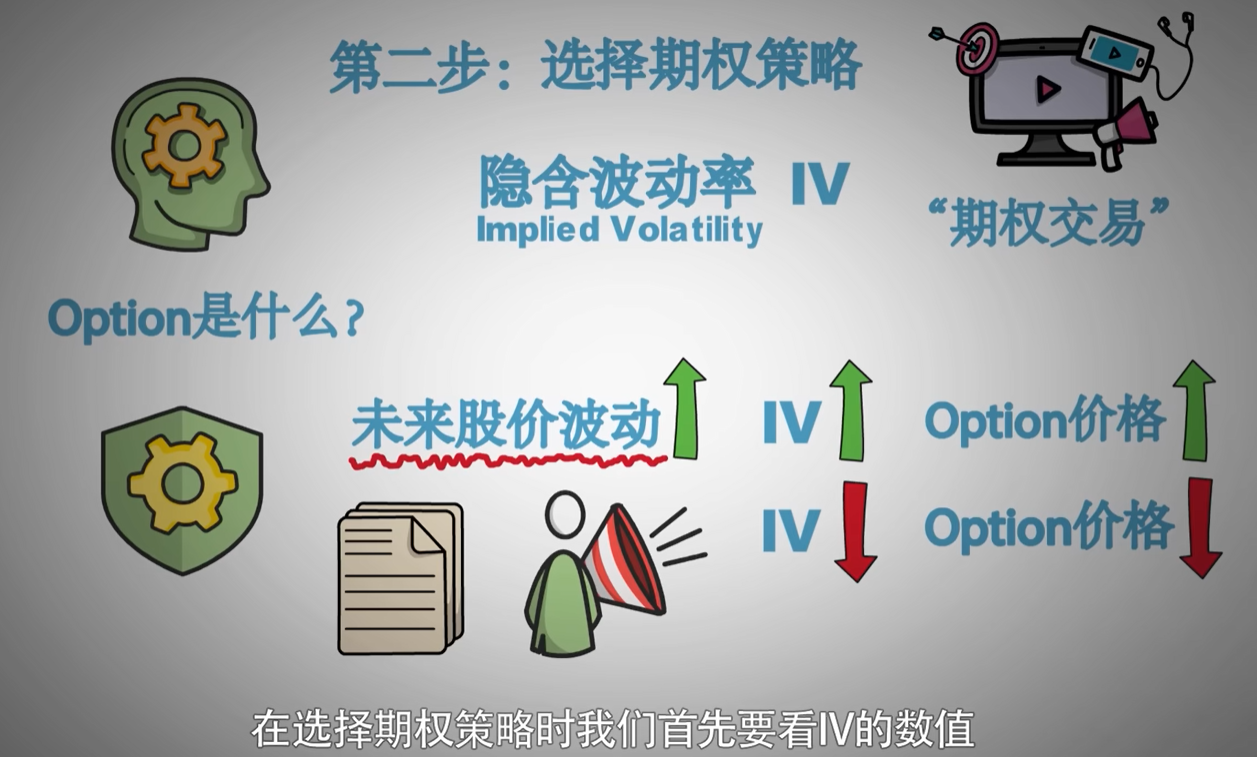 第二步：选择期权策略
隐含波动率 IV
Implied Volatility
“期权交易”
Option是什么？
未来股价波动 IV Option价格
IV Option价格
在选择期权策略时我们首先要看IV的数值